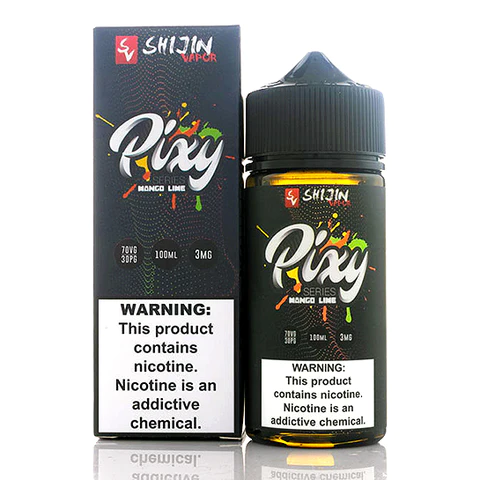 SV SHIJIN
VAPOR
Pixy
SERIES
MANGO LIME
70VG
30PG
100ML
3MG
WARNING:
This product
contains
nicotine.
Nicotine is an
addictive
chemical.
SV SHIJIN
VAPOR
Pixy
SERIES
MANGO LIME
70VG
30PG
100ML
3MG
WARNING:
This product
contains nicotine.
Nicotine is an
addictive chemical.